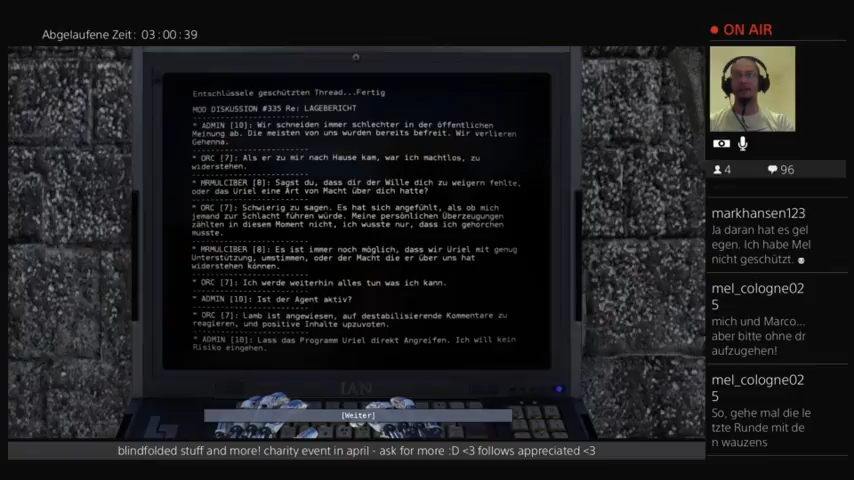 Abgelaufene Zeit: 03:00:39
ON AIR
Entschlüssele geschützten Thread...Fertig
MOD DISKUSSION #335 Re: LAGEBERICHT
* ADMIN [10]: Wir schneiden immer schlechter in der öffentlichen
Meinung ab. Die meisten von uns wurden bereits befreit. Wir verlieren
Gehenna.
* ORC [7]: Als er zu mir nach Hause kam, war ich machtlos, zu
widerstehen.
* MRMULCIBER [8]: Sagst du, dass dir der Wille dich zu weigern fehlte,
oder das Uriel eine Art von Macht über dich hatte?
* ORC [7]: Schwierig zu sagen. Es hat sich angefühlt, als ob mich
jemand zur Schlacht führen würde. Meine persönlichen Überzeugungen
zählten in diesem Moment nicht, ich wusste nur, dass ich gehorchen
musste.
* MRMULCIBER [8]: Es ist immer noch möglich, dass wir Uriel mit genug
Unterstützung, umstimmen, oder der Macht die er über uns hat
widerstehen können.
* ORC [7]: Ich werde weiterhin alles tun was ich kann.
* ADMIN [10]: Ist der Agent aktiv?
* ORC [7]: Lamb ist angewiesen, auf destabilisierende Kommentare zu
reagieren, und positive Inhalte upzuvoten.
* ADMIN [10]: Lass das Programm Uriel direkt Angreifen. Ich will kein
Risiko eingehen.
IAN
[Weiter]
4
96
markhansen123
Ja daran hat es gel
egen. Ich habe Mel
nicht geschützt.
mel_cologne02
5
mich und Marco...
aber bitte ohne dr
aufzugehen!
mel_cologne02
5
So, gehe mal die le
tzte Runde mit de
n wauzens
blindfolded stuff and more! charity event in april - ask for more :D <3 follows appreciated <3